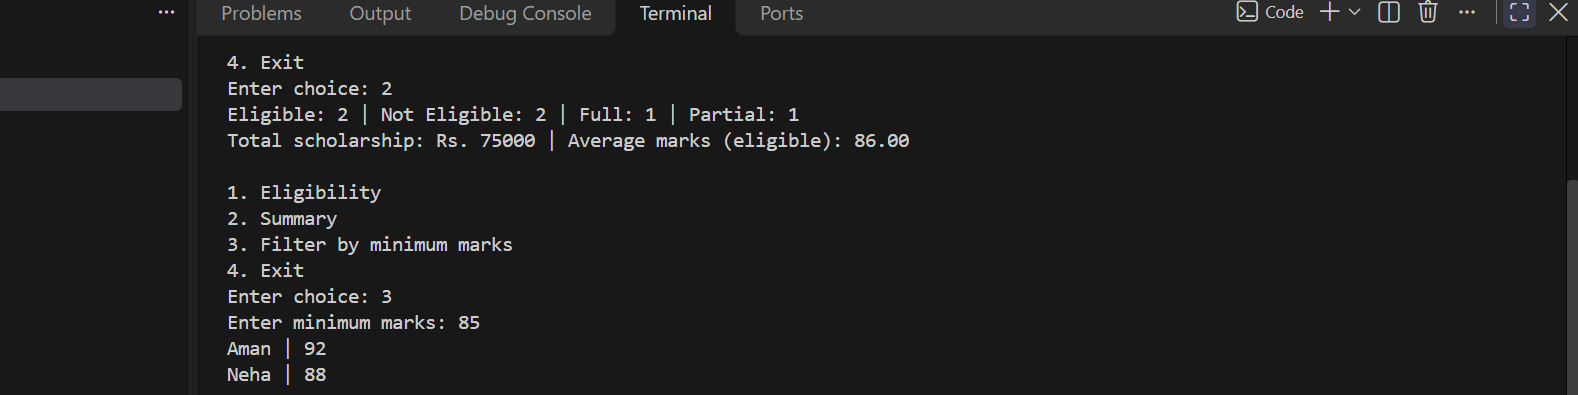 Problems Output Debug Console Terminal Ports Code
4. Exit
Enter choice: 2
Eligible: 2 | Not Eligible: 2 | Full: 1 | Partial: 1
Total scholarship: Rs. 75000 | Average marks (eligible): 86.00
1. Eligibility
2. Summary
3. Filter by minimum marks
4. Exit
Enter choice: 3
Enter minimum marks: 85
Aman | 92
Neha | 88